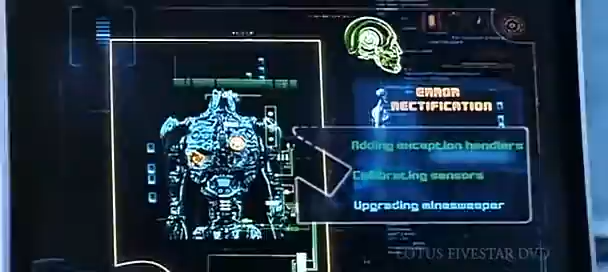 ERROR
RECTIFICATION
Adding exception handlers
Calibrating sensors
Upgrading minesweeper
LOTUS FIVESTAR DVD